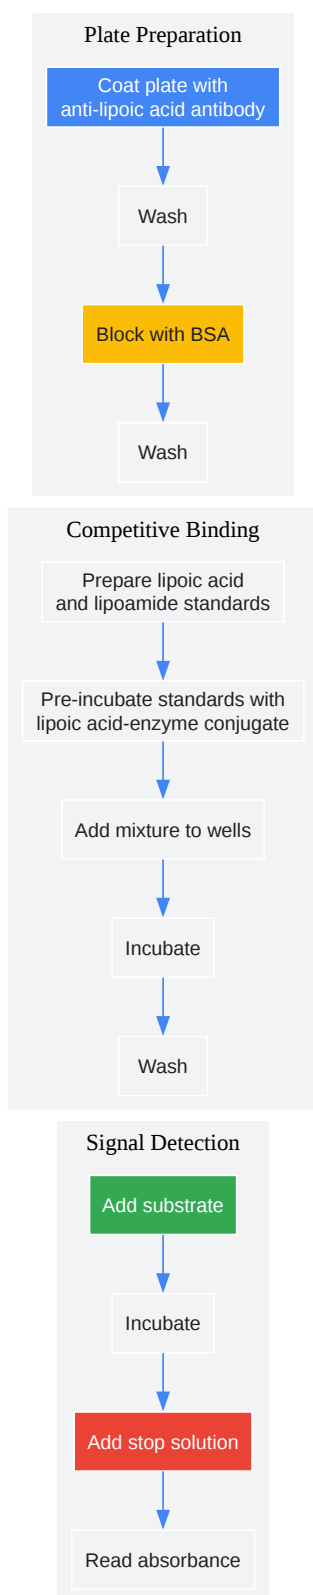 Plate Preparation
Coat plate with
anti-lipoic acid antibody
Wash
Block with BSA
Wash
Competitive Binding
Prepare lipoic acid
and lipoamide standards
Pre-incubate standards with
lipoic acid-enzyme conjugate
Add mixture to wells
Incubate
Wash
Signal Detection
Add substrate
Incubate
Add stop solution
Read absorbance